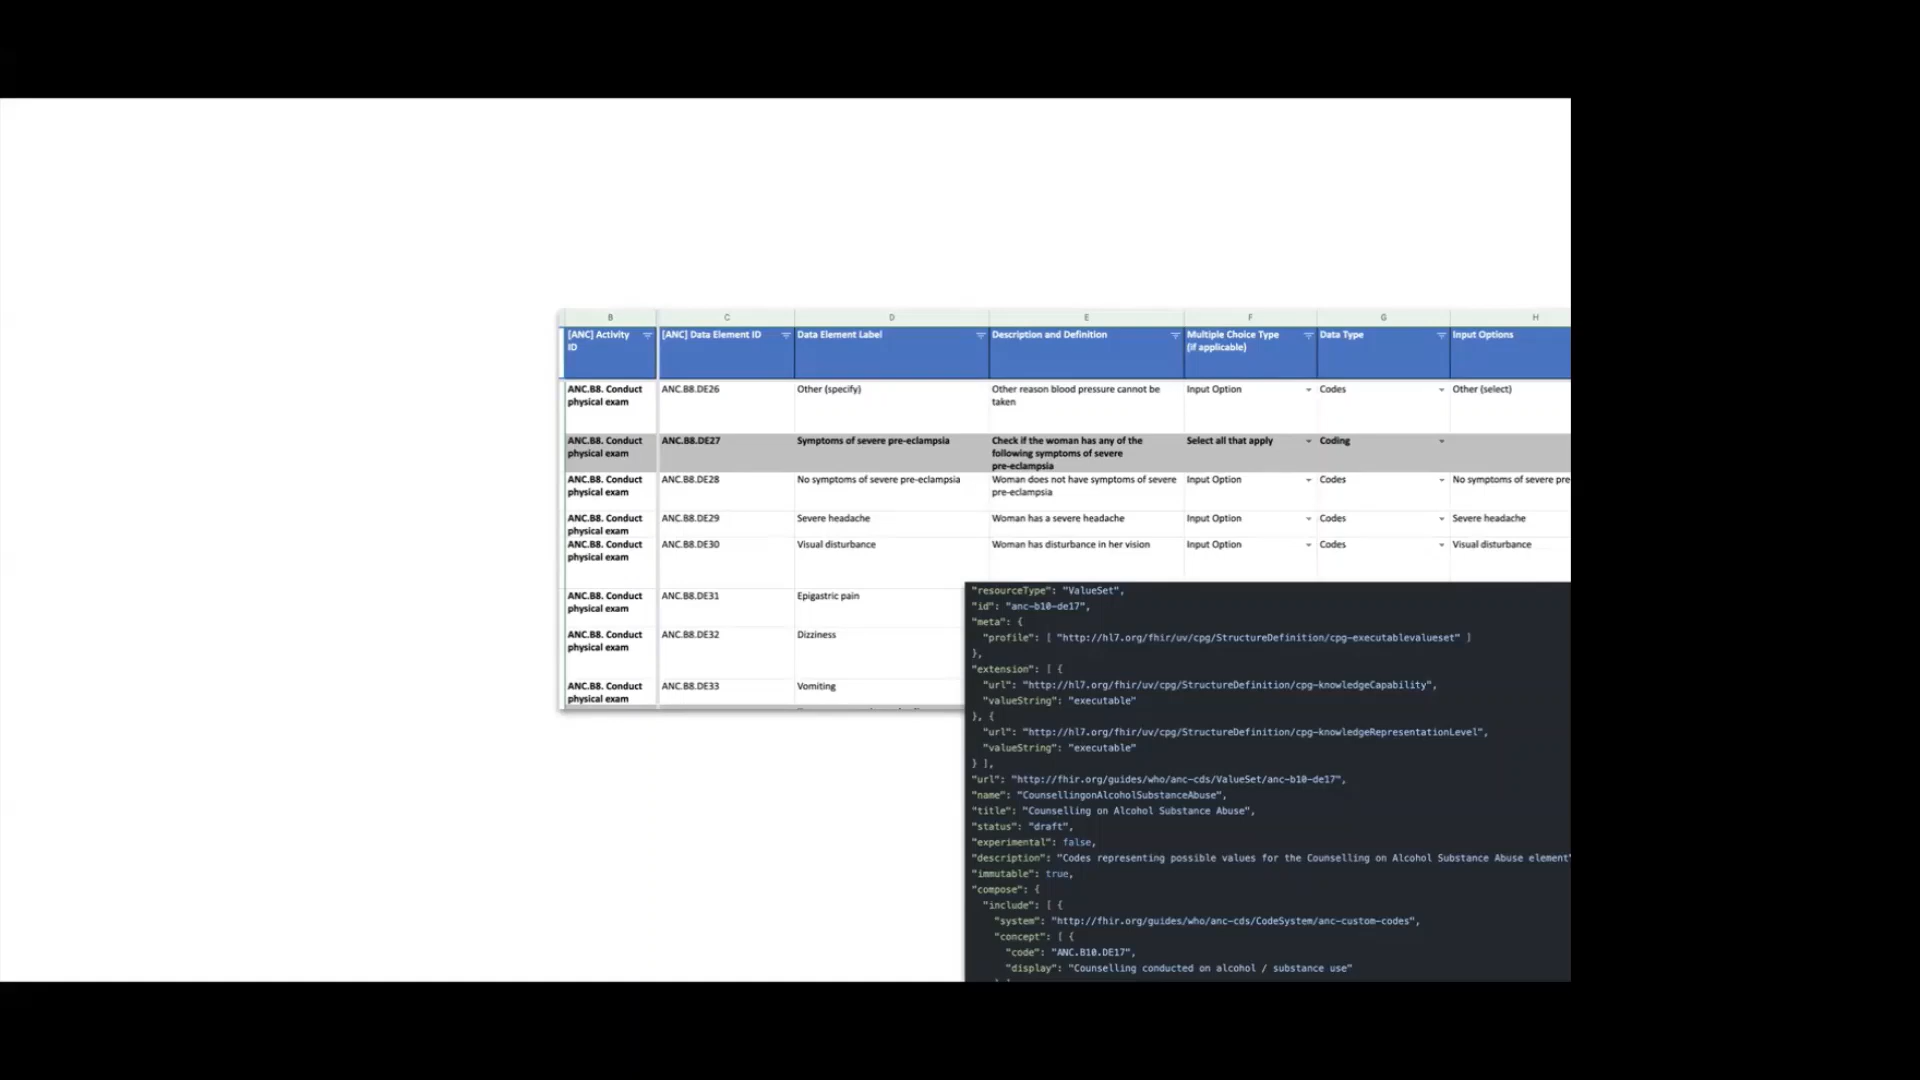 B C D E F G H
[ANC] Activity ID [ANC] Data Element ID Data Element Label Description and Definition Multiple Choice Type (if applicable) Data Type Input Options
ANC.B8. Conduct physical exam ANC.B8.DE26 Other (specify) Other reason blood pressure cannot be taken Input Option Codes Other (select)
ANC.B8. Conduct physical exam ANC.B8.DE27 Symptoms of severe pre-eclampsia Check if the woman has any of the following symptoms of severe pre-eclampsia Select all that apply Coding
ANC.B8. Conduct physical exam ANC.B8.DE28 No symptoms of severe pre-eclampsia Woman does not have symptoms of severe pre-eclampsia Input Option Codes No symptoms of severe pre
ANC.B8. Conduct physical exam ANC.B8.DE29 Severe headache Woman has a severe headache Input Option Codes Severe headache
ANC.B8. Conduct physical exam ANC.B8.DE30 Visual disturbance Woman has disturbance in her vision Input Option Codes Visual disturbance
ANC.B8. Conduct physical exam ANC.B8.DE31 Epigastric pain
ANC.B8. Conduct physical exam ANC.B8.DE32 Dizziness
ANC.B8. Conduct physical exam ANC.B8.DE33 Vomiting
"resourceType": "ValueSet",
"id": "anc-b10-de17",
"meta": {
"profile": [ "http://hl7.org/fhir/uv/cpg/StructureDefinition/cpg-executablevalueset" ]
},
"extension": [ {
"url": "http://hl7.org/fhir/uv/cpg/StructureDefinition/cpg-knowledgeCapability",
"valueString": "executable"
}, {
"url": "http://hl7.org/fhir/uv/cpg/StructureDefinition/cpg-knowledgeRepresentationLevel",
"valueString": "executable"
} ],
"url": "http://fhir.org/guides/who/anc-cds/ValueSet/anc-b10-de17",
"name": "CounsellingonAlcoholSubstanceAbuse",
"title": "Counselling on Alcohol Substance Abuse",
"status": "draft",
"experimental": false,
"description": "Codes representing possible values for the Counselling on Alcohol Substance Abuse element"
"immutable": true,
"compose": {
"include": [ {
"system": "http://fhir.org/guides/who/anc-cds/CodeSystem/anc-custom-codes",
"concept": [ {
"code": "ANC.B10.DE17",
"display": "Counselling conducted on alcohol / substance use"